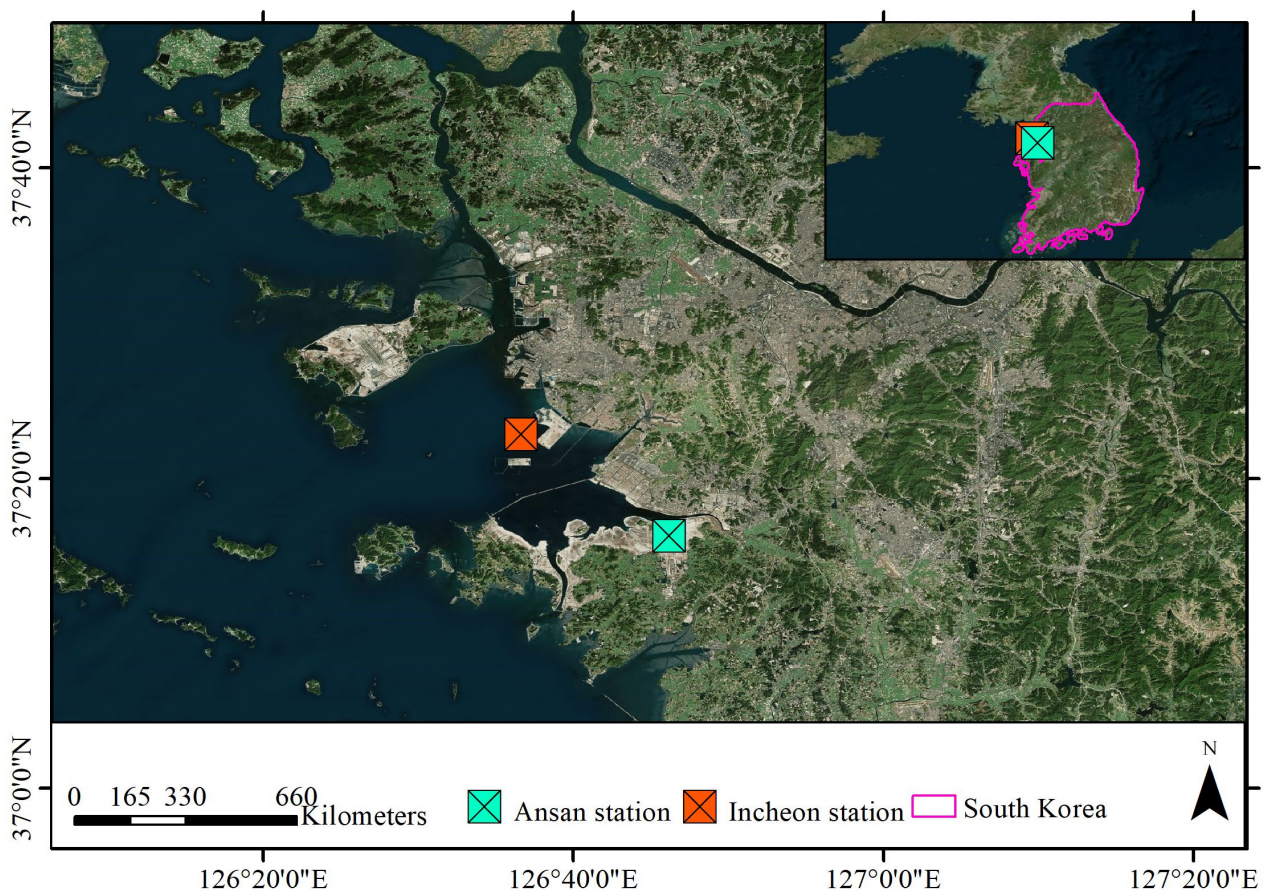 37°40'0"N
37°20'0"N
37°0'0"N
0 165 330 660
Kilometers
Ansan station
Incheon station
South Korea
N
126°20'0"E 126°40'0"E 127°0'0"E 127°20'0"E